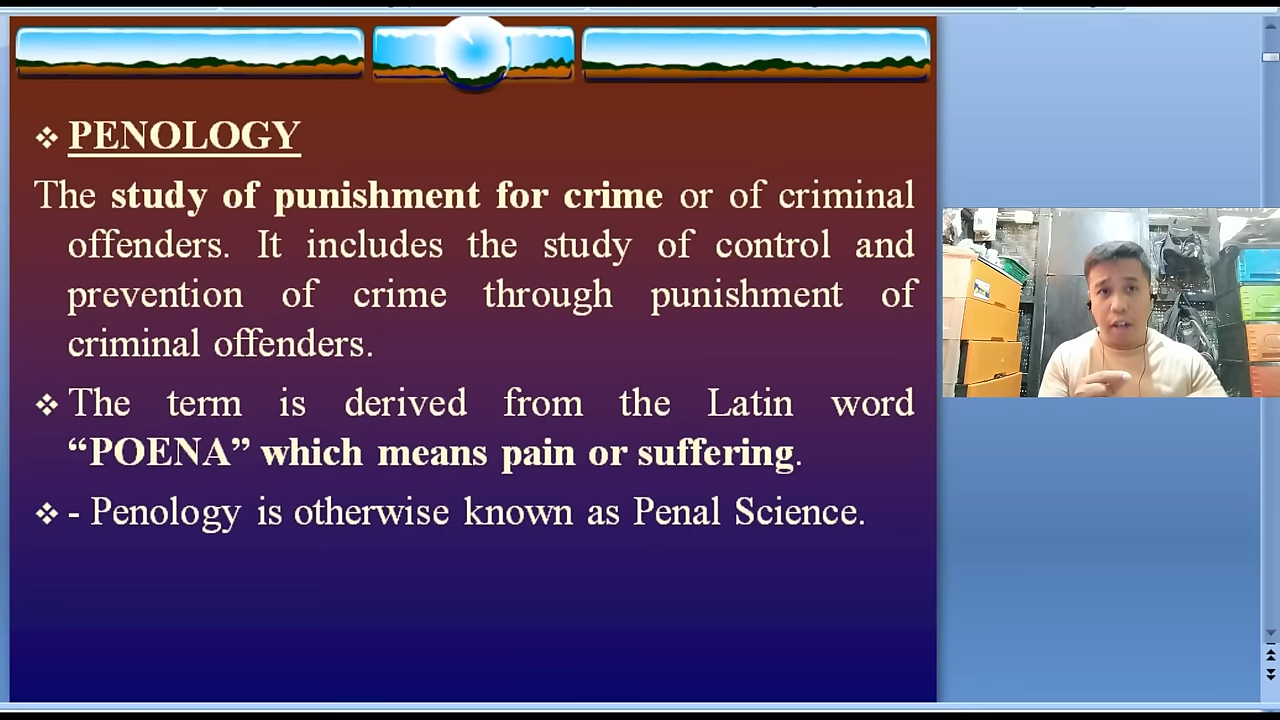 PENOLOGY
The study of punishment for crime or of criminal
offenders. It includes the study of control and
prevention of crime through punishment of
criminal offenders.
The term is derived from the Latin word
“POENA” which means pain or suffering.
- Penology is otherwise known as Penal Science.